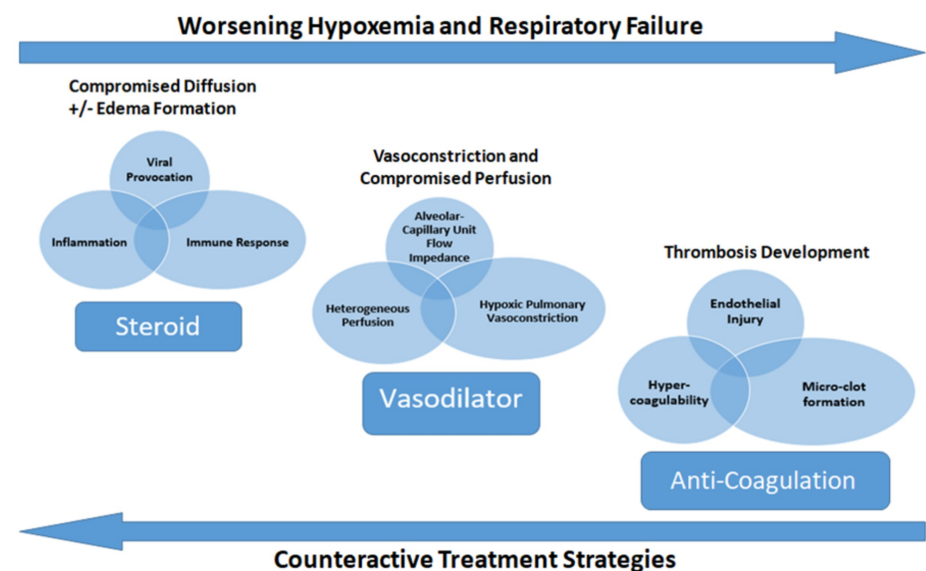 Worsening Hypoxemia and Respiratory Failure
Compromised Diffusion
+/- Edema Formation
Viral
Provocation
Inflammation
Immune Response
Steroid
Vasoconstriction and
Compromised Perfusion
Alveolar-
Capillary Unit
Flow
Impedance
Heterogeneous
Perfusion
Hypoxic Pulmonary
Vasoconstriction
Vasodilator
Thrombosis Development
Endothelial
Injury
Hyper-
coagulability
Micro-clot
formation
Anti-Coagulation
Counteractive Treatment Strategies